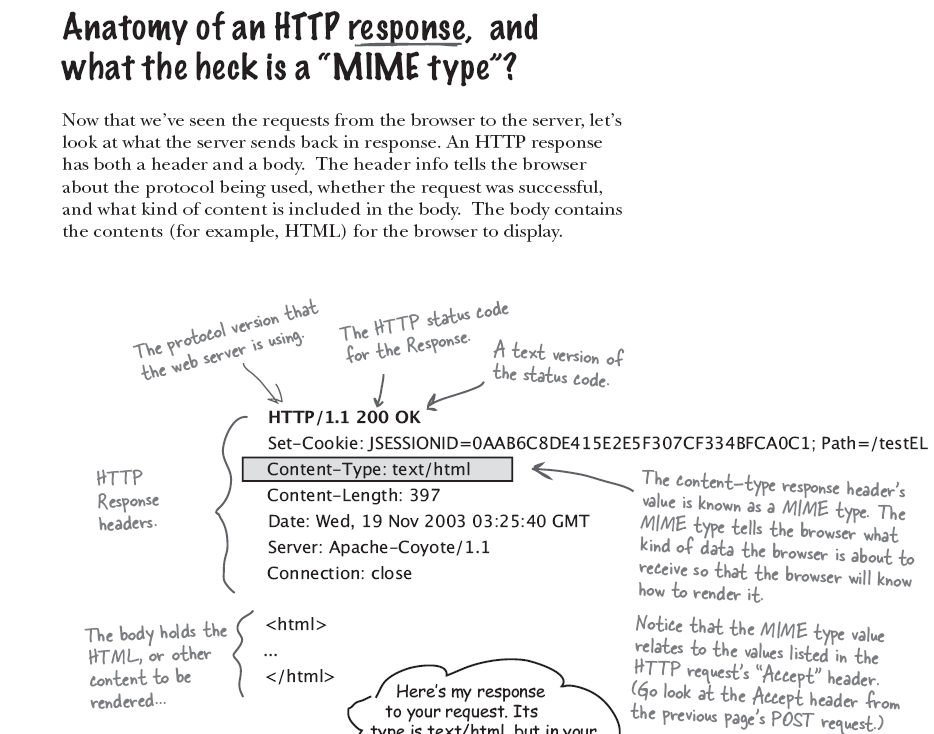 Anatomy of an HTTP response, and
what the heck is a “MIME type”?
Now that we’ve seen the requests from the browser to the server, let’s
look at what the server sends back in response. An HTTP response
has both a header and a body. The header info tells the browser
about the protocol being used, whether the request was successful,
and what kind of content is included in the body. The body contains
the contents (for example, HTML) for the browser to display.
The protocol version that
the web server is using.
The HTTP status code
for the Response.
A text version of
the status code.
HTTP/1.1 200 OK
Set-Cookie: JSESSIONID=0AAB6C8DE415E2E5F307CF334BFCA0C1; Path=/testEL
Content-Type: text/html
Content-Length: 397
Date: Wed, 19 Nov 2003 03:25:40 GMT
Server: Apache-Coyote/1.1
Connection: close
HTTP
Response
headers.
The content-type response header’s
value is known as a MIME type. The
MIME type tells the browser what
kind of data the browser is about to
receive so that the browser will know
how to render it.
Notice that the MIME type value
relates to the values listed in the
HTTP request’s “Accept” header.
(Go look at the Accept header from
the previous page’s POST request.)
The body holds the
HTML, or other
content to be
rendered...
<html>
...
</html>
Here’s my response
to your request. Its
type is text/html, but in your